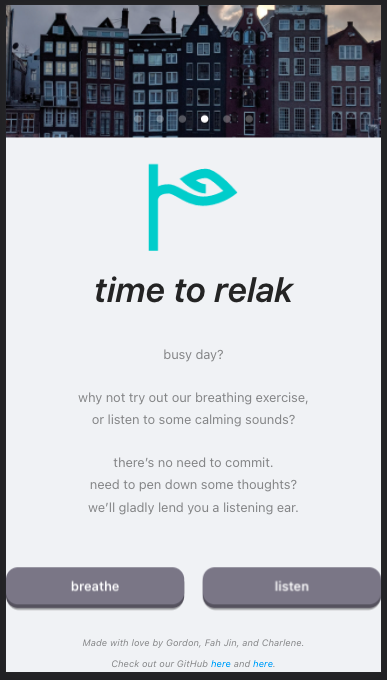 time to relak
busy day?
why not try out our breathing exercise,
or listen to some calming sounds?
there's no need to commit.
need to pen down some thoughts?
we'll gladly lend you a listening ear.
breathe
listen
Made with love by Gordon, Fah Jin, and Charlene.
Check out our GitHub here and here.